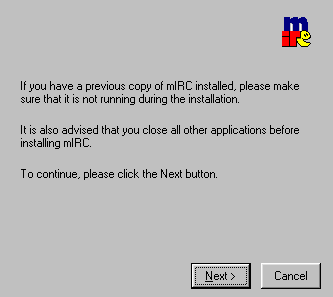 m
IRe
If you have a previous copy of mIRC installed, please make
sure that it is not running during the installation.
It is also advised that you close all other applications before
installing mIRC.
To continue, please click the Next button.
Next >
Cancel